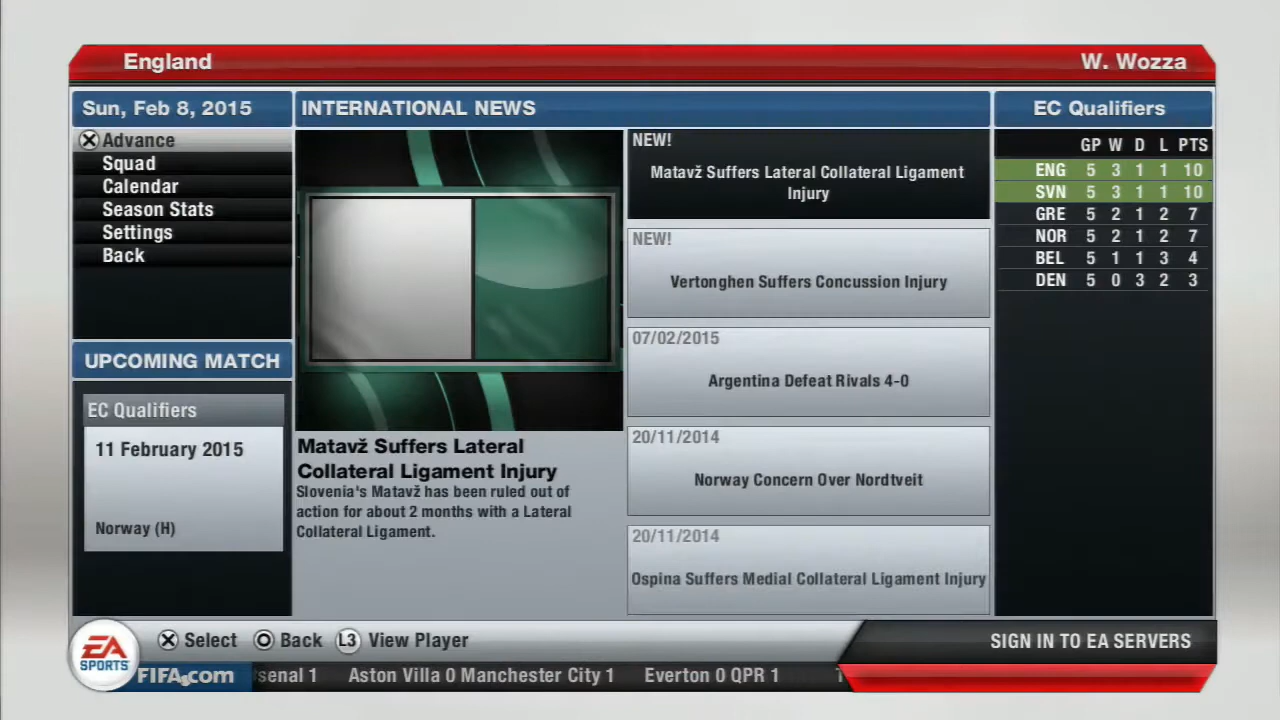 England
W. Wozza
Sun, Feb 8, 2015
Advance
Squad
Calendar
Season Stats
Settings
Back
UPCOMING MATCH
EC Qualifiers
11 February 2015
Norway (H)
INTERNATIONAL NEWS
Matavž Suffers Lateral
Collateral Ligament Injury
Slovenia's Matavž has been ruled out of
action for about 2 months with a Lateral
Collateral Ligament.
NEW!
Matavž Suffers Lateral Collateral Ligament
Injury
NEW!
Vertonghen Suffers Concussion Injury
07/02/2015
Argentina Defeat Rivals 4-0
20/11/2014
Norway Concern Over Nordtveit
20/11/2014
Ospina Suffers Medial Collateral Ligament Injury
EC Qualifiers
GP W D L PTS
ENG 5 3 1 1 10
SVN 5 3 1 1 10
GRE 5 2 1 2 7
NOR 5 2 1 2 7
BEL 5 1 1 3 4
DEN 5 0 3 2 3
Select Back L3 View Player
SIGN IN TO EA SERVERS
EA SPORTS
FIFA.com
senal 1 Aston Villa 0 Manchester City 1 Everton 0 QPR 1